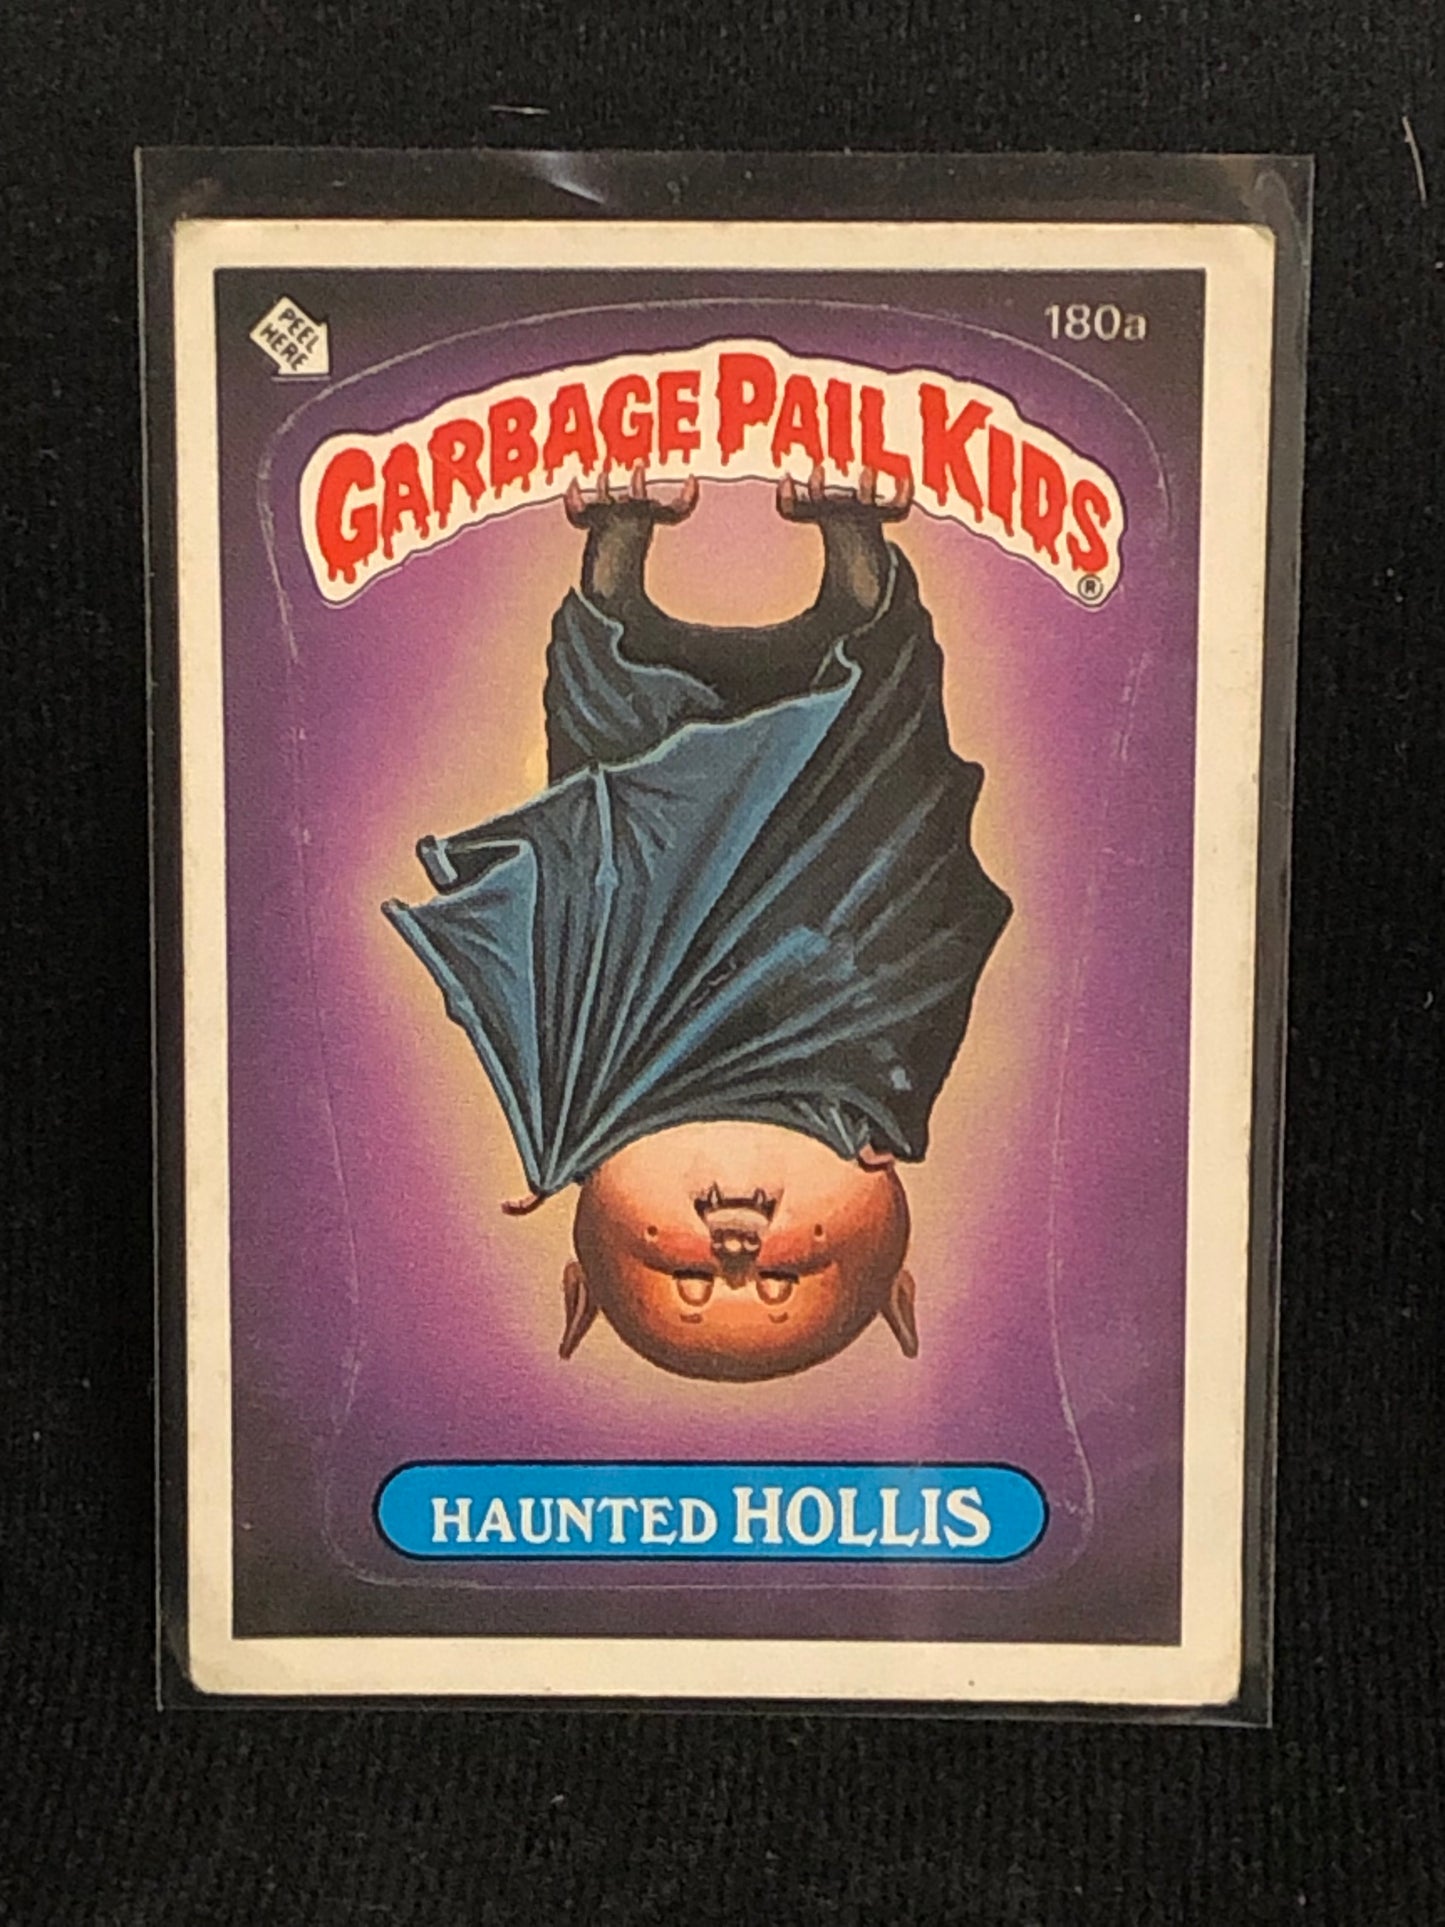 PEEL
HERE
180a
GARBAGE PAIL KIDS
®
HAUNTED HOLLIS